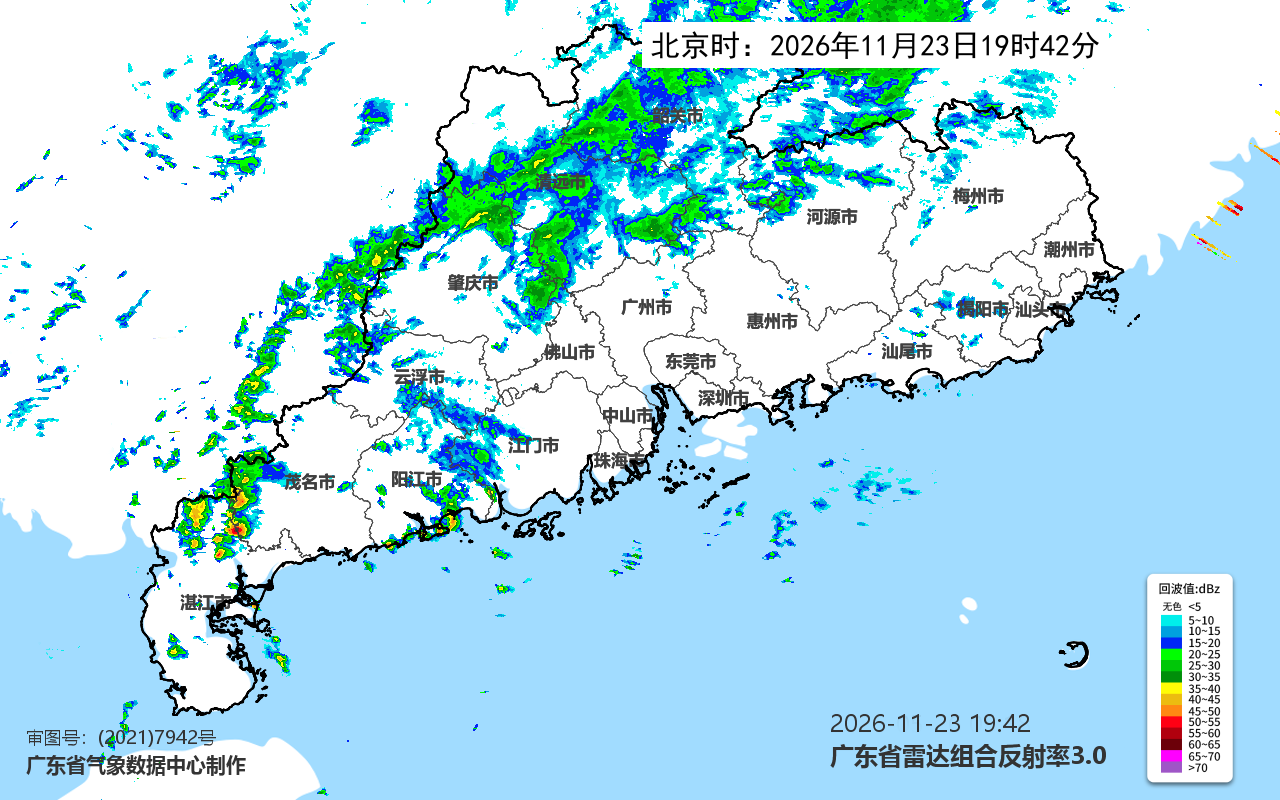 北京时：2026年11月23日19时42分
韶关市
清远市
梅州市
河源市
潮州市
肇庆市
广州市
揭阳市
汕头市
惠州市
佛山市
汕尾市
东莞市
云浮市
深圳市
中山市
江门市
珠海市
茂名市
阳江市
湛江市
回波值:dBz
无色 <5
5~10
10~15
15~20
20~25
25~30
30~35
35~40
40~45
45~50
50~55
55~60
60~65
65~70
>70
2026-11-23 19:42
广东省雷达组合反射率3.0
审图号：(2021)7942号
广东省气象数据中心制作